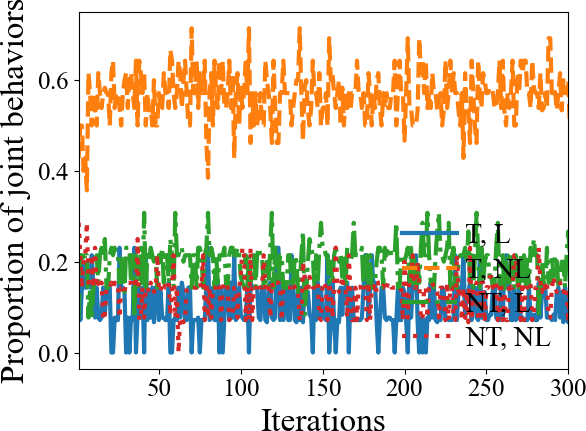 Proportion of joint behaviors
0.6
0.4
0.2
0.0
T, L
T, NL
NT, L
NT, NL
50
100
150
200
250
300
Iterations